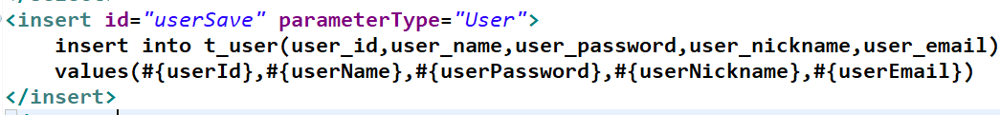 <insert id="userSave" parameterType="User">
insert into t_user(user_id,user_name,user_password,user_nickname,user_email)
values(#{userId},#{userName},#{userPassword},#{userNickname},#{userEmail})
</insert>